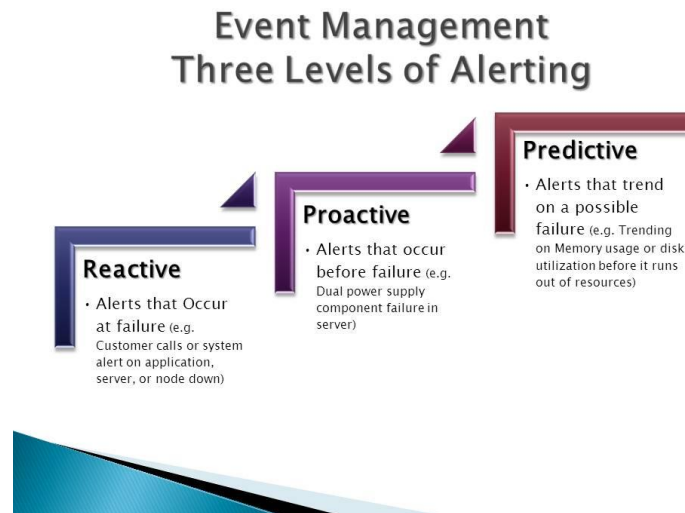 Event Management
Three Levels of Alerting
Reactive
• Alerts that Occur
at failure (e.g.
Customer calls or system
alert on application,
server, or node down)
Proactive
• Alerts that occur
before failure (e.g.
Dual power supply
component failure in
server)
Predictive
• Alerts that trend
on a possible
failure (e.g. Trending
on Memory usage or disk
utilization before it runs
out of resources)